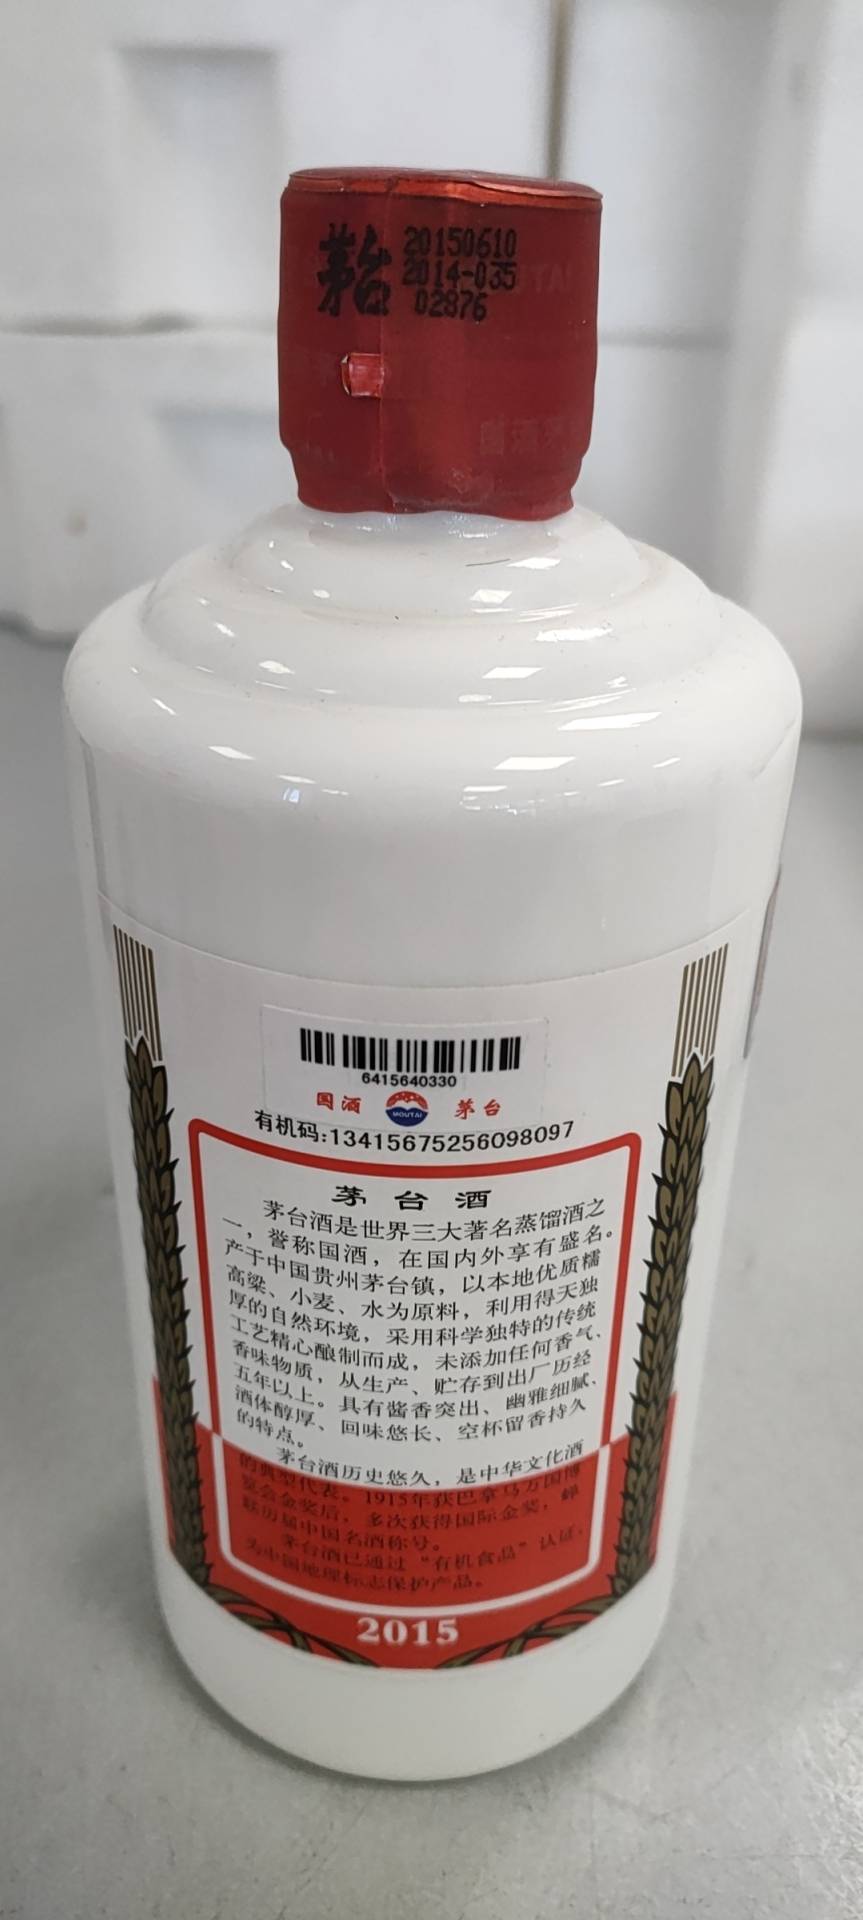 茅台
20150610
2014-035
02876
6415640330
国酒
MOUTAI
茅台
有机码:13415675256098097
茅台酒
茅台酒是世界三大著名蒸馏酒之
一，誉称国酒，在国内外享有盛名。
产于中国贵州茅台镇，以本地优质糯
高粱、小麦、水为原料，利用得天独
厚的自然环境，采用科学独特的传统
工艺精心酿制而成，未添加任何香气、
香味物质，从生产、贮存到出厂历经
五年以上。具有酱香突出、幽雅细腻、
酒体醇厚、回味悠长、空杯留香持久
的特点。
茅台酒历史悠久，是中华文化酒
的典型代表。1915年获巴拿马万国博
览会金奖后，多次获得国际金奖，蝉
联历届中国名酒称号。
茅台酒已通过“有机食品”认证，
为中国地理标志保护产品。
2015